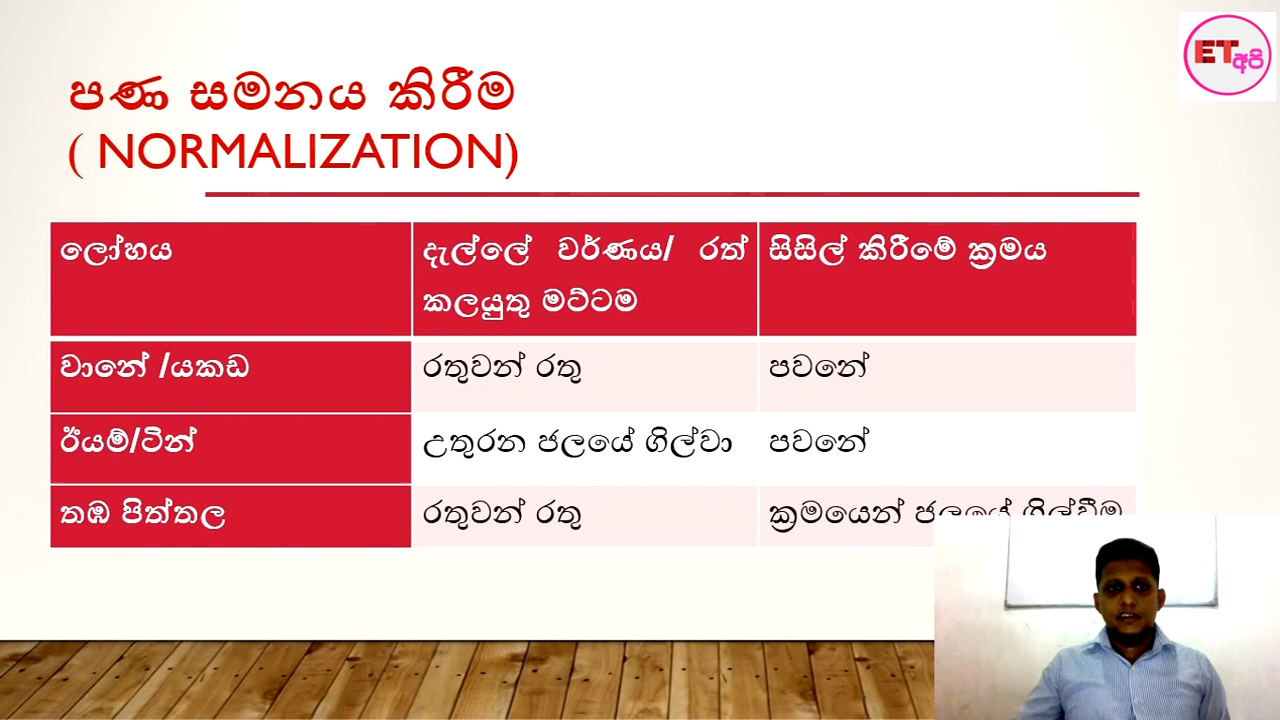 පණ සමනය කිරීම
( NORMALIZATION)
ET
අපි
ලෝහය
දැල්ලේ වර්ණය/ රත්
කලයුතු මට්ටම
සිසිල් කිරීමේ ක්‍රමය
වානේ /යකඩ
රතුවන් රතු
පවනේ
ඊයම්/ටින්
උතුරන ජලයේ ගිල්වා
පවනේ
තඹ පිත්තල
රතුවන් රතු
ක්‍රමයෙන් ජලයේ ගිල්වීම